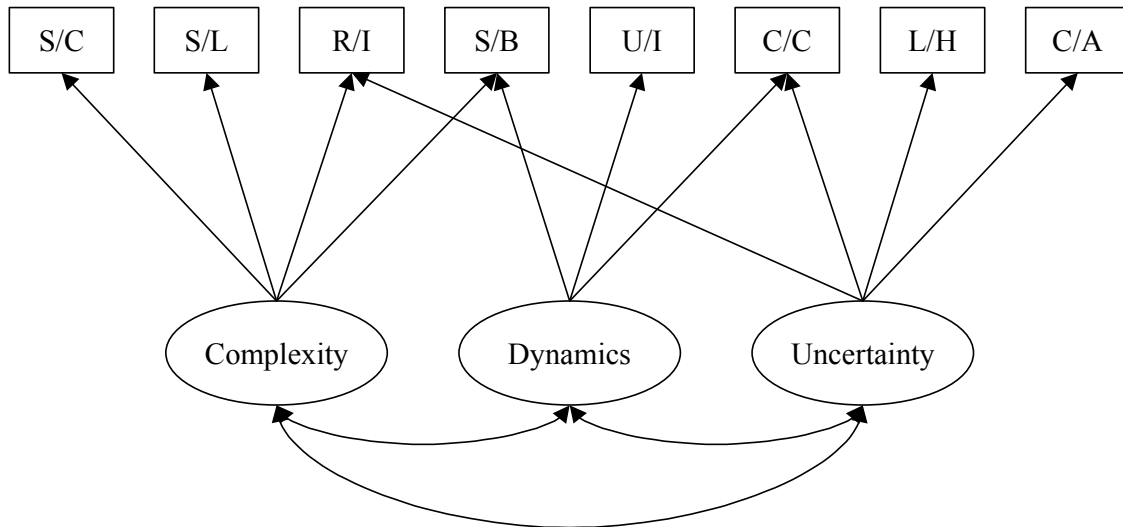 S/C
S/L
R/I
S/B
U/I
C/C
L/H
C/A
Complexity
Dynamics
Uncertainty